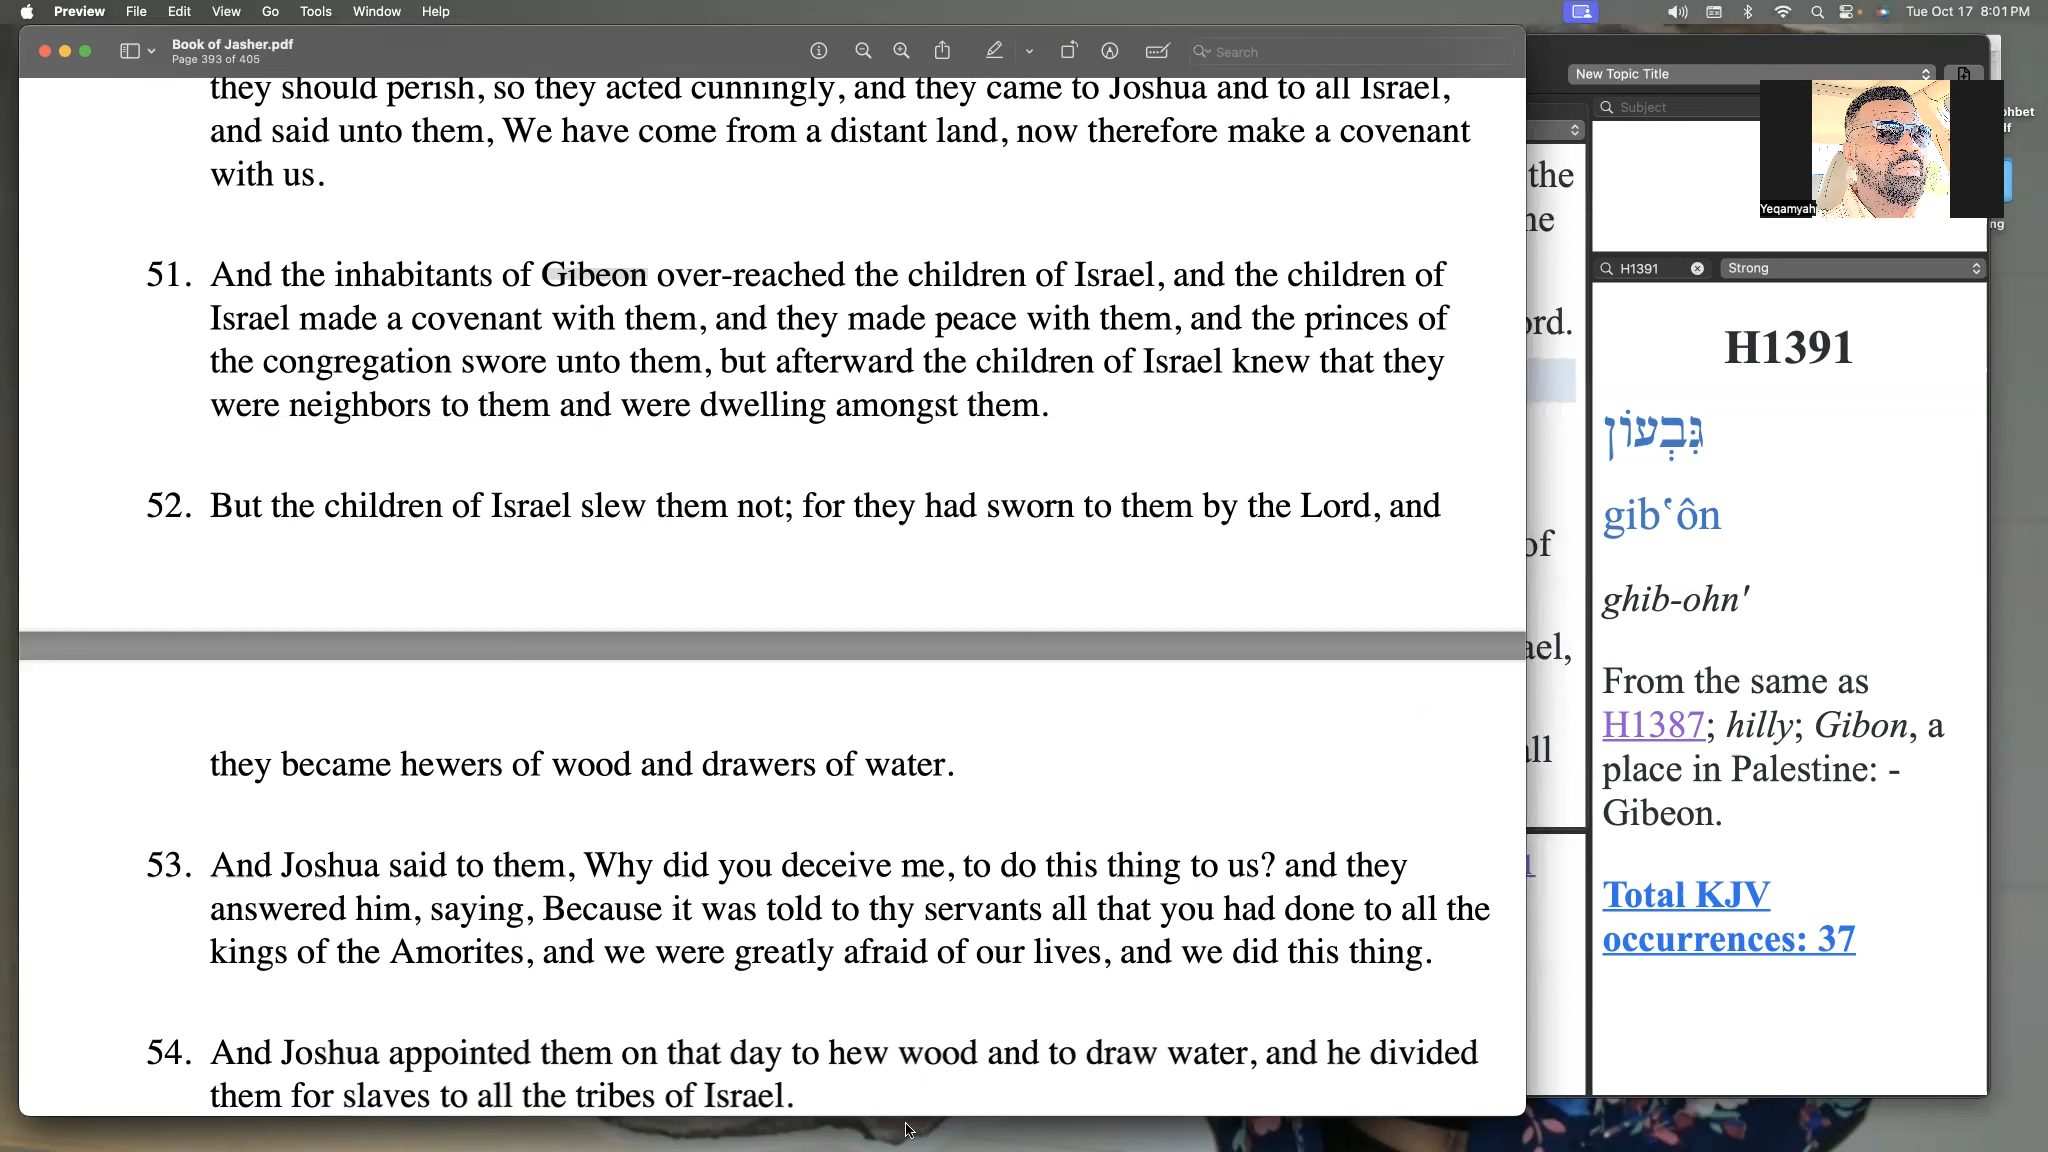 Preview File Edit View Go Tools Window Help
Tue Oct 17 8:01 PM
Book of Jasher.pdf
Page 393 of 405
Search
they should perish, so they acted cunningly, and they came to Joshua and to all Israel,
and said unto them, We have come from a distant land, now therefore make a covenant
with us.
51. And the inhabitants of Gibeon over-reached the children of Israel, and the children of
Israel made a covenant with them, and they made peace with them, and the princes of
the congregation swore unto them, but afterward the children of Israel knew that they
were neighbors to them and were dwelling amongst them.
52. But the children of Israel slew them not; for they had sworn to them by the Lord, and
they became hewers of wood and drawers of water.
53. And Joshua said to them, Why did you deceive me, to do this thing to us? and they
answered him, saying, Because it was told to thy servants all that you had done to all the
kings of the Amorites, and we were greatly afraid of our lives, and we did this thing.
54. And Joshua appointed them on that day to hew wood and to draw water, and he divided
them for slaves to all the tribes of Israel.
the
ord.
of
ael,
New Topic Title
Subject
Yeqamyah
H1391
Strong
H1391
גִּבְעוֹן
gib‛ôn
ghib-ohn'
From the same as
H1387; hilly; Gibon, a
place in Palestine: -
Gibeon.
Total KJV
occurrences: 37